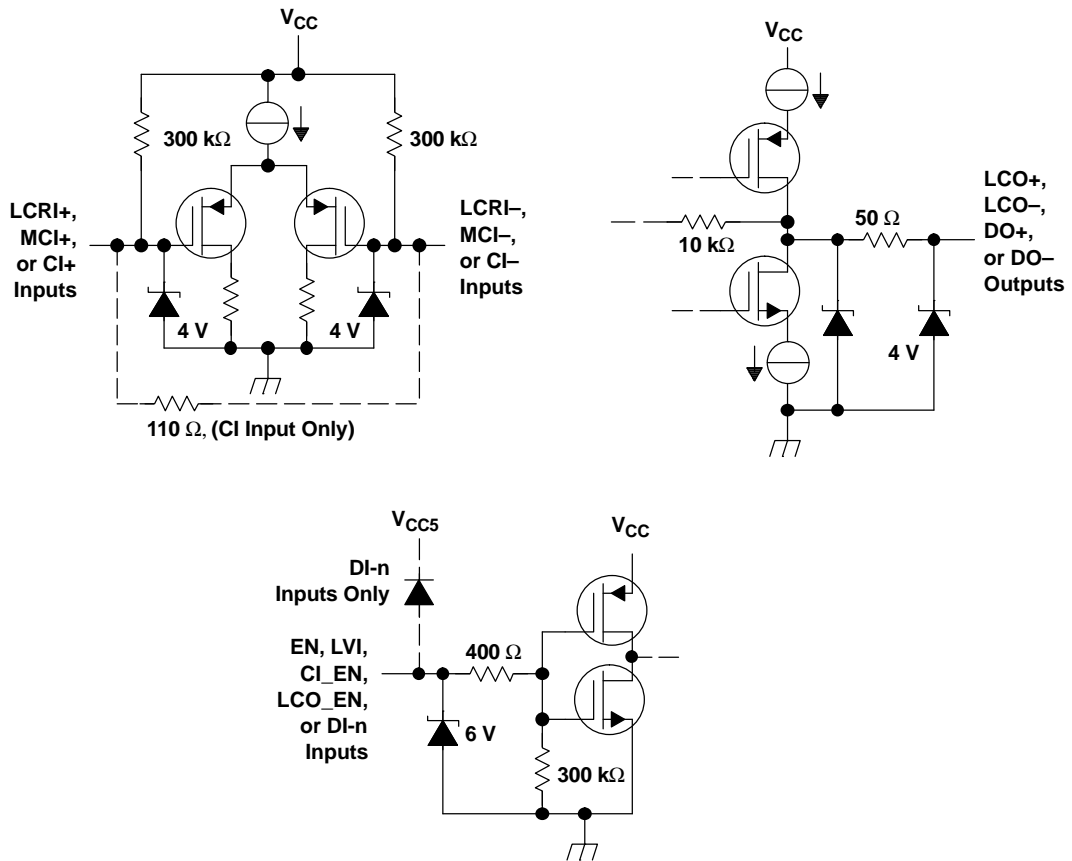 VCC
300 kΩ
300 kΩ
LCRI+,
MCI+,
or CI+
Inputs
LCRI–,
MCI–,
or CI–
Inputs
4 V
4 V
110 Ω, (CI Input Only)
VCC
LCO+,
LCO–,
DO+,
or DO–
Outputs
50 Ω
10 kΩ
4 V
VCC5
DI-n
Inputs Only
VCC
EN, LVI,
CI_EN,
LCO_EN,
or DI-n
Inputs
400 Ω
6 V
300 kΩ